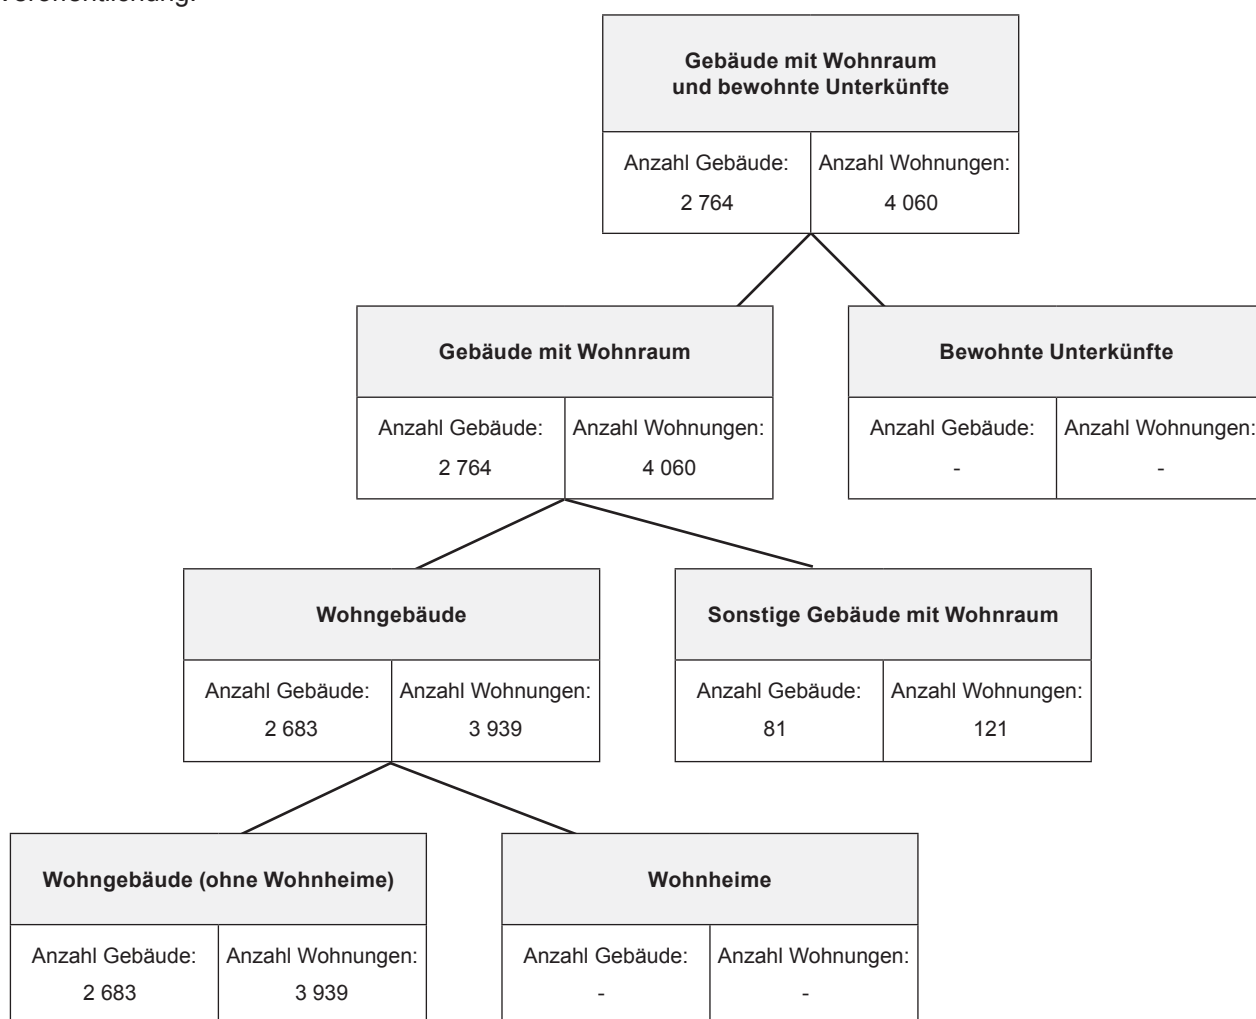 Veröffentlichung.
Gebäude mit Wohnraum
und bewohnte Unterkünfte
Anzahl Gebäude: Anzahl Wohnungen:
2 764 4 060
Gebäude mit Wohnraum Bewohnte Unterkünfte
Anzahl Gebäude: Anzahl Wohnungen: Anzahl Gebäude: Anzahl Wohnungen:
2 764 4 060 - -
Wohngebäude Sonstige Gebäude mit Wohnraum
Anzahl Gebäude: Anzahl Wohnungen: Anzahl Gebäude: Anzahl Wohnungen:
2 683 3 939 81 121
Wohngebäude (ohne Wohnheime) Wohnheime
Anzahl Gebäude: Anzahl Wohnungen: Anzahl Gebäude: Anzahl Wohnungen:
2 683 3 939 - -